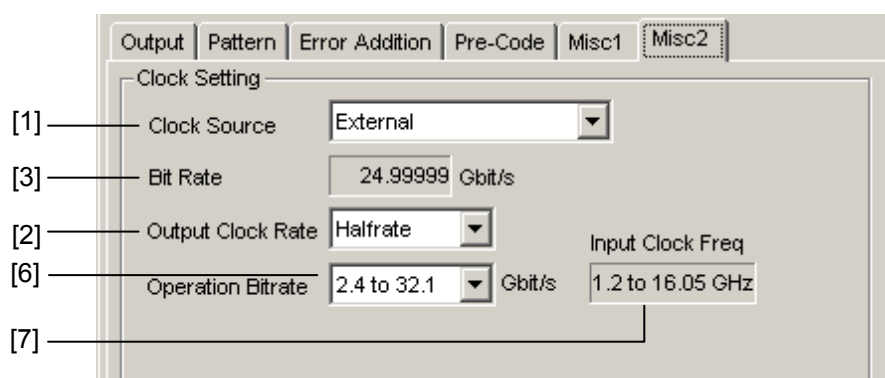 Output Pattern Error Addition Pre-Code Misc1 Misc2
Clock Setting
[1] Clock Source External
[3] Bit Rate 24.99999 Gbit/s
[2] Output Clock Rate Halfrate Input Clock Freq
[6] Operation Bitrate 2.4 to 32.1 Gbit/s 1.2 to 16.05 GHz
[7]